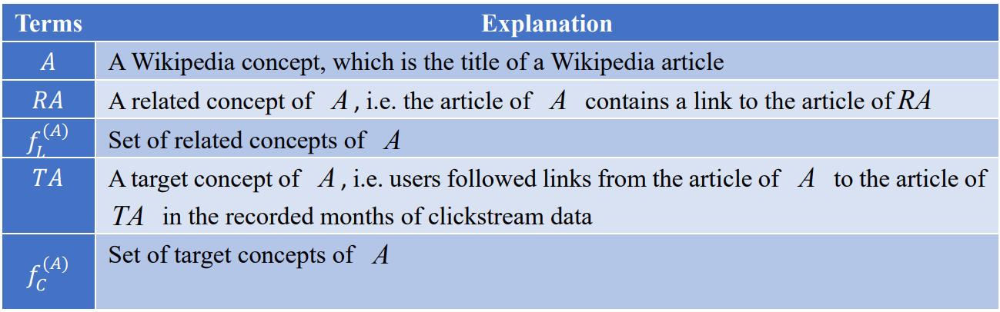 Terms Explanation
A A Wikipedia concept, which is the title of a Wikipedia article
RA A related concept of A, i.e. the article of A contains a link to the article of RA
f_L^(A) Set of related concepts of A
TA A target concept of A, i.e. users followed links from the article of A to the article of
TA in the recorded months of clickstream data
f_C^(A) Set of target concepts of A